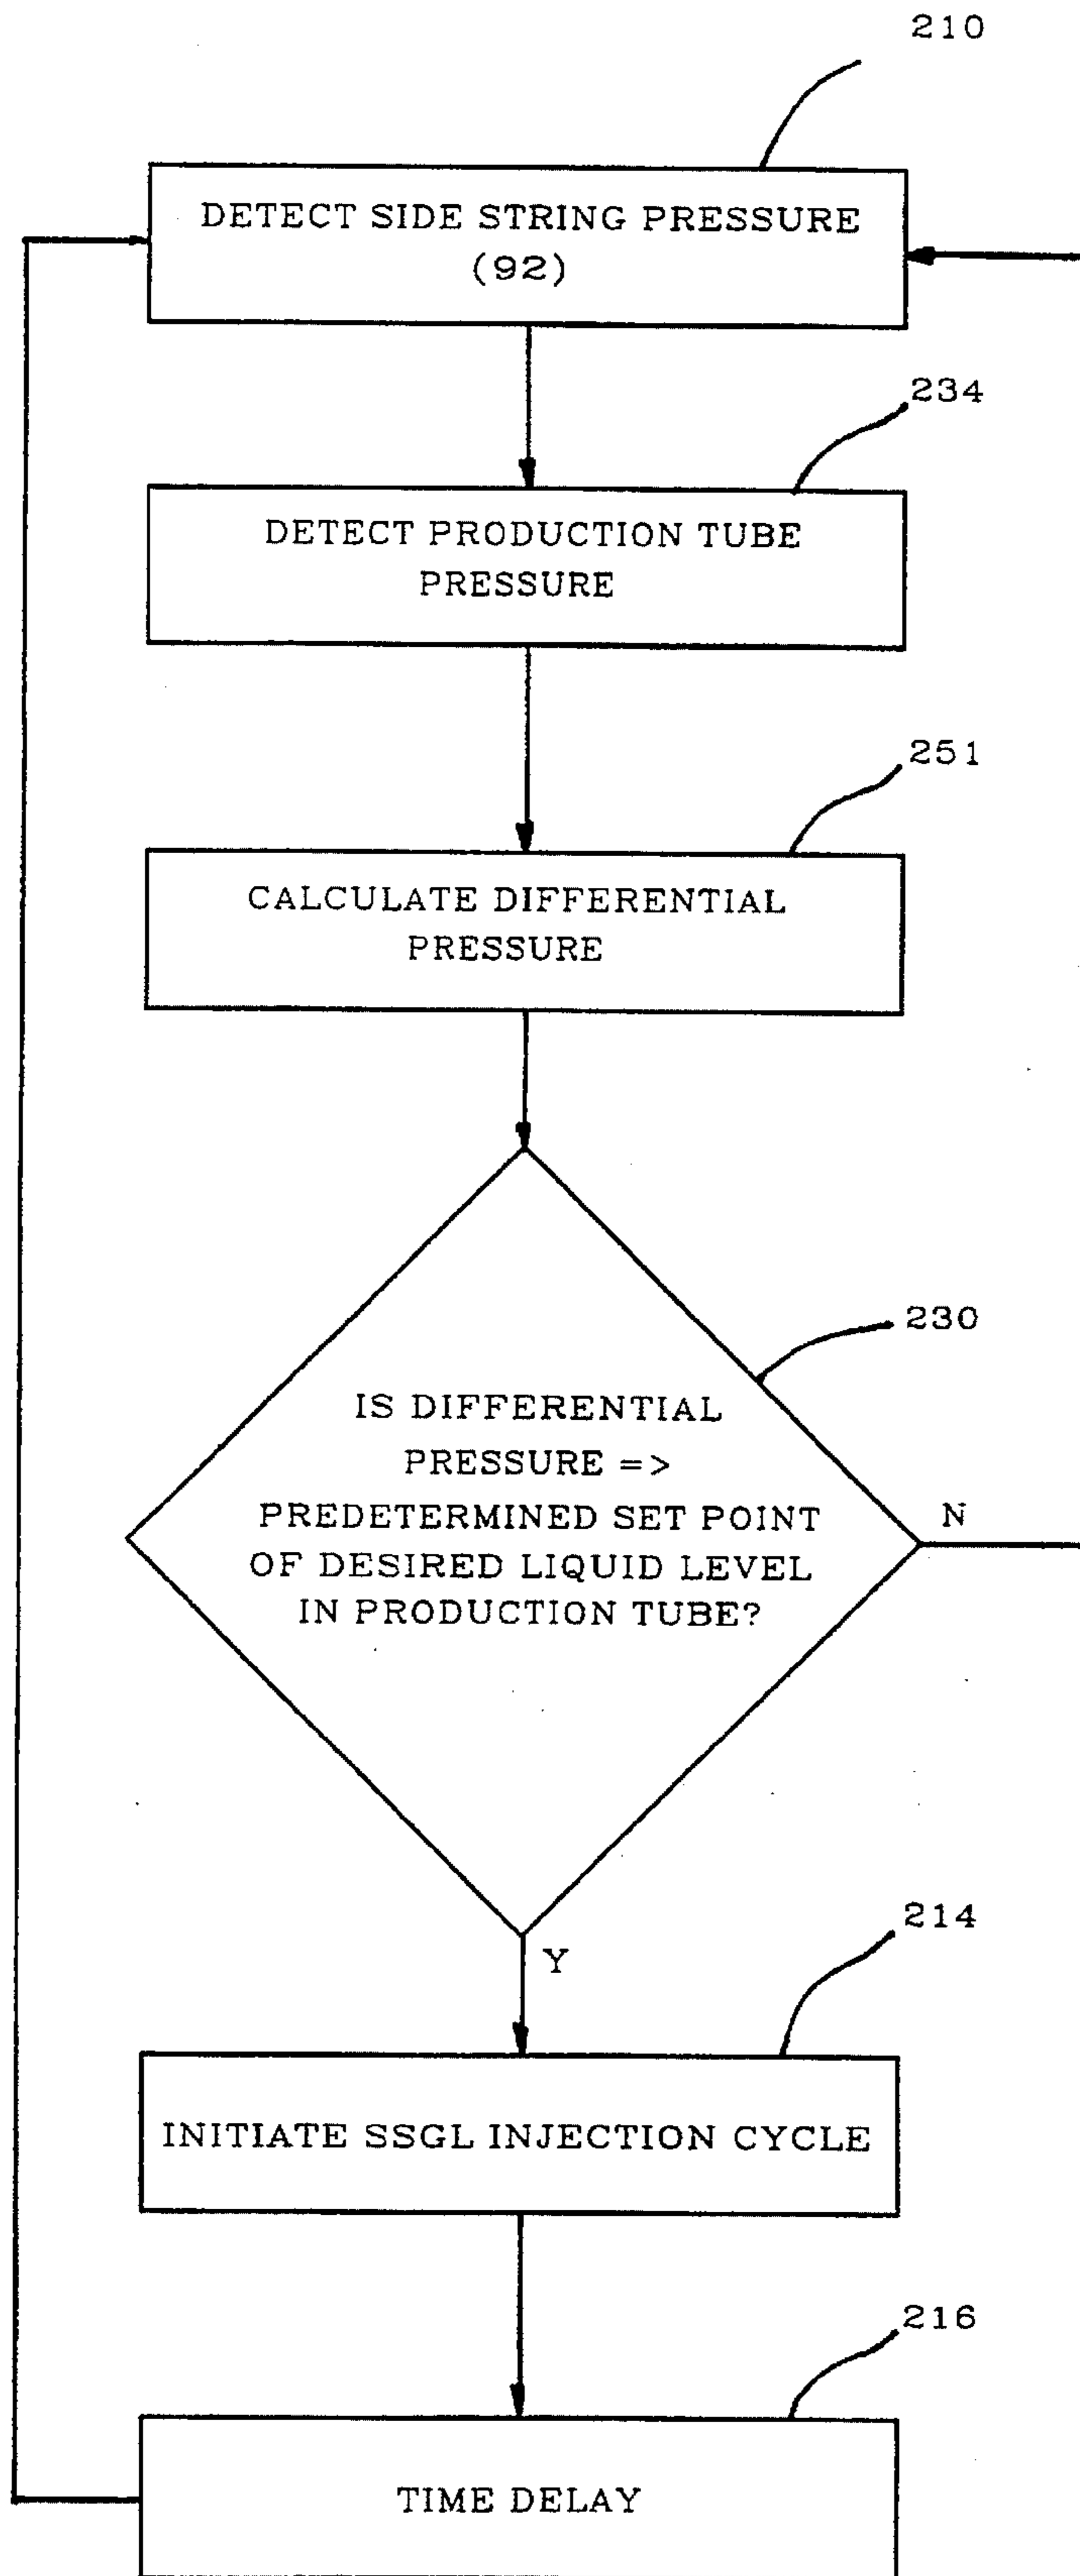 210
DETECT SIDE STRING PRESSURE
(92)
234
DETECT PRODUCTION TUBE
PRESSURE
251
CALCULATE DIFFERENTIAL
PRESSURE
230
IS DIFFERENTIAL
PRESSURE =>
PREDETERMINED SET POINT
OF DESIRED LIQUID LEVEL
IN PRODUCTION TUBE?
N
Y
214
INITIATE SSGL INJECTION CYCLE
216
TIME DELAY